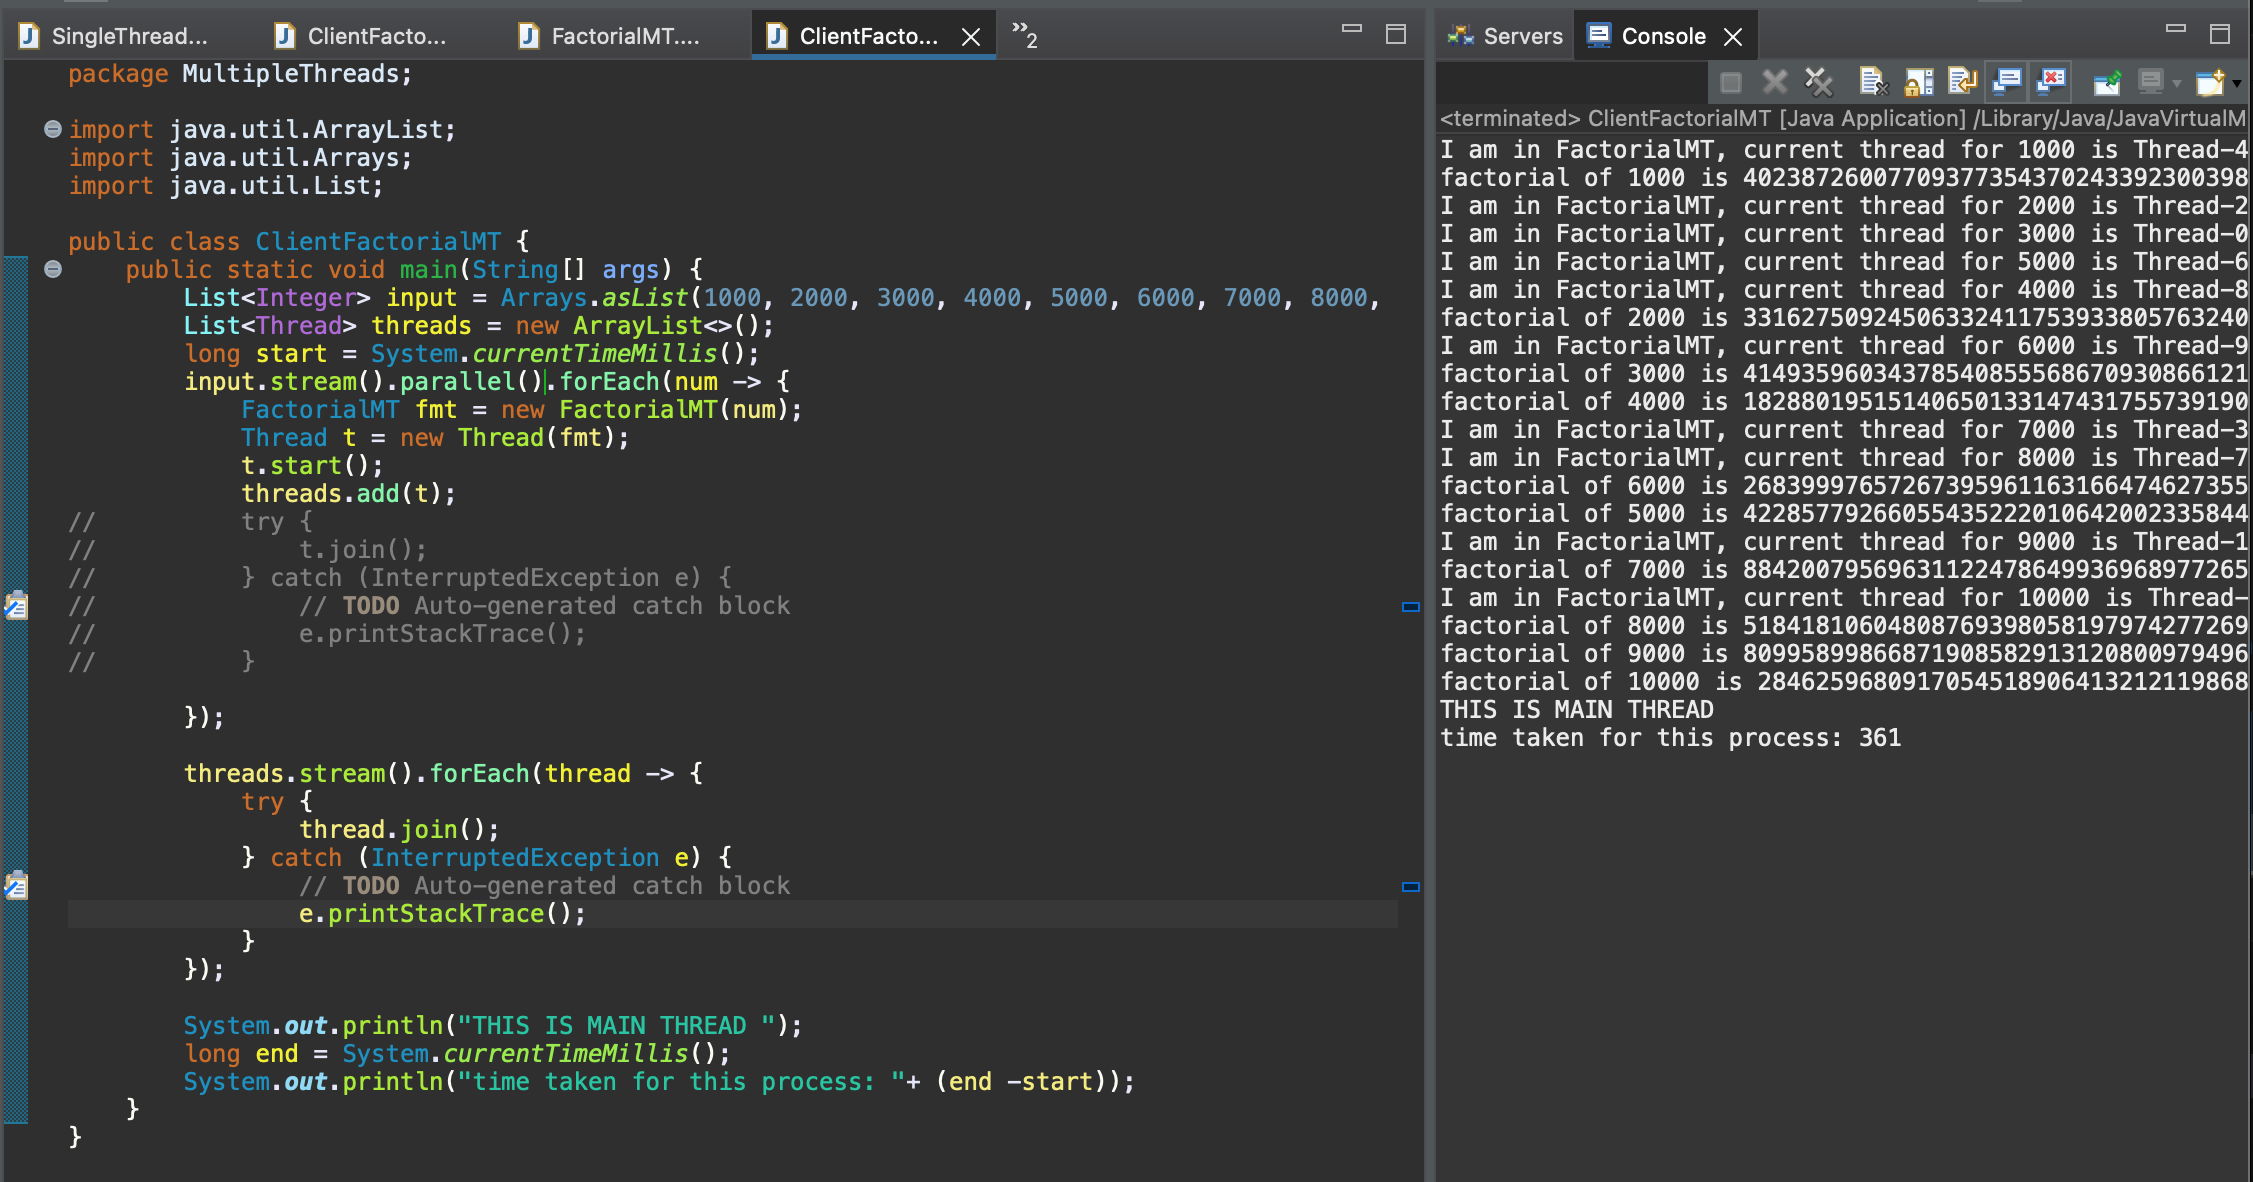 SingleThread...
ClientFacto...
FactorialMT....
ClientFacto...
»2
package MultipleThreads;
import java.util.ArrayList;
import java.util.Arrays;
import java.util.List;
public class ClientFactorialMT {
public static void main(String[] args) {
List<Integer> input = Arrays.asList(1000, 2000, 3000, 4000, 5000, 6000, 7000, 8000,
List<Thread> threads = new ArrayList<>();
long start = System.currentTimeMillis();
input.stream().parallel().forEach(num -> {
FactorialMT fmt = new FactorialMT(num);
Thread t = new Thread(fmt);
t.start();
threads.add(t);
// try {
// t.join();
// } catch (InterruptedException e) {
// // TODO Auto-generated catch block
// e.printStackTrace();
// }
});
threads.stream().forEach(thread -> {
try {
thread.join();
} catch (InterruptedException e) {
// TODO Auto-generated catch block
e.printStackTrace();
}
});
System.out.println("THIS IS MAIN THREAD ");
long end = System.currentTimeMillis();
System.out.println("time taken for this process: "+ (end -start));
}
}
Servers
Console
<terminated> ClientFactorialMT [Java Application] /Library/Java/JavaVirtualM
I am in FactorialMT, current thread for 1000 is Thread-4
factorial of 1000 is 40238726007709377354370243392300398
I am in FactorialMT, current thread for 2000 is Thread-2
I am in FactorialMT, current thread for 3000 is Thread-0
I am in FactorialMT, current thread for 5000 is Thread-6
I am in FactorialMT, current thread for 4000 is Thread-8
factorial of 2000 is 33162750924506332411753933805763240
I am in FactorialMT, current thread for 6000 is Thread-9
factorial of 3000 is 41493596034378540855568670930866121
factorial of 4000 is 18288019515140650133147431755739190
I am in FactorialMT, current thread for 7000 is Thread-3
I am in FactorialMT, current thread for 8000 is Thread-7
factorial of 6000 is 26839997657267395961163166474627355
factorial of 5000 is 42285779266055435222010642002335844
I am in FactorialMT, current thread for 9000 is Thread-1
factorial of 7000 is 88420079569631122478649936968977265
I am in FactorialMT, current thread for 10000 is Thread-
factorial of 8000 is 51841810604808769398058197974277269
factorial of 9000 is 80995899866871908582913120800979496
factorial of 10000 is 2846259680917054518906413212119868
THIS IS MAIN THREAD
time taken for this process: 361